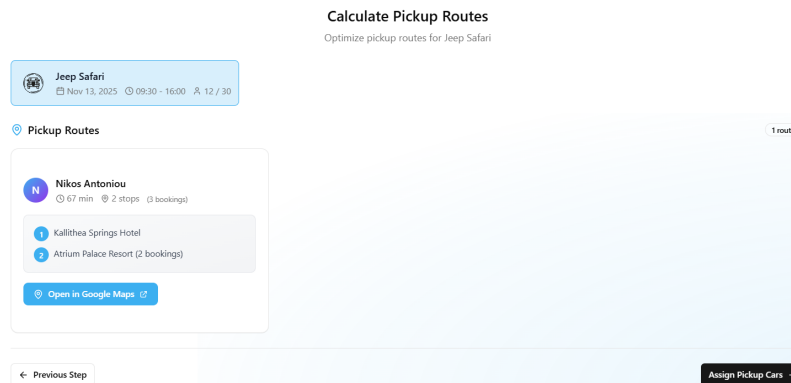 Calculate Pickup Routes
Optimize pickup routes for Jeep Safari
Jeep Safari
Nov 13, 2025 09:30 - 16:00 12 / 30
Pickup Routes
1 rout
N
Nikos Antoniou
67 min 2 stops (3 bookings)
1 Kallithea Springs Hotel
2 Atrium Palace Resort (2 bookings)
Open in Google Maps
Previous Step
Assign Pickup Cars